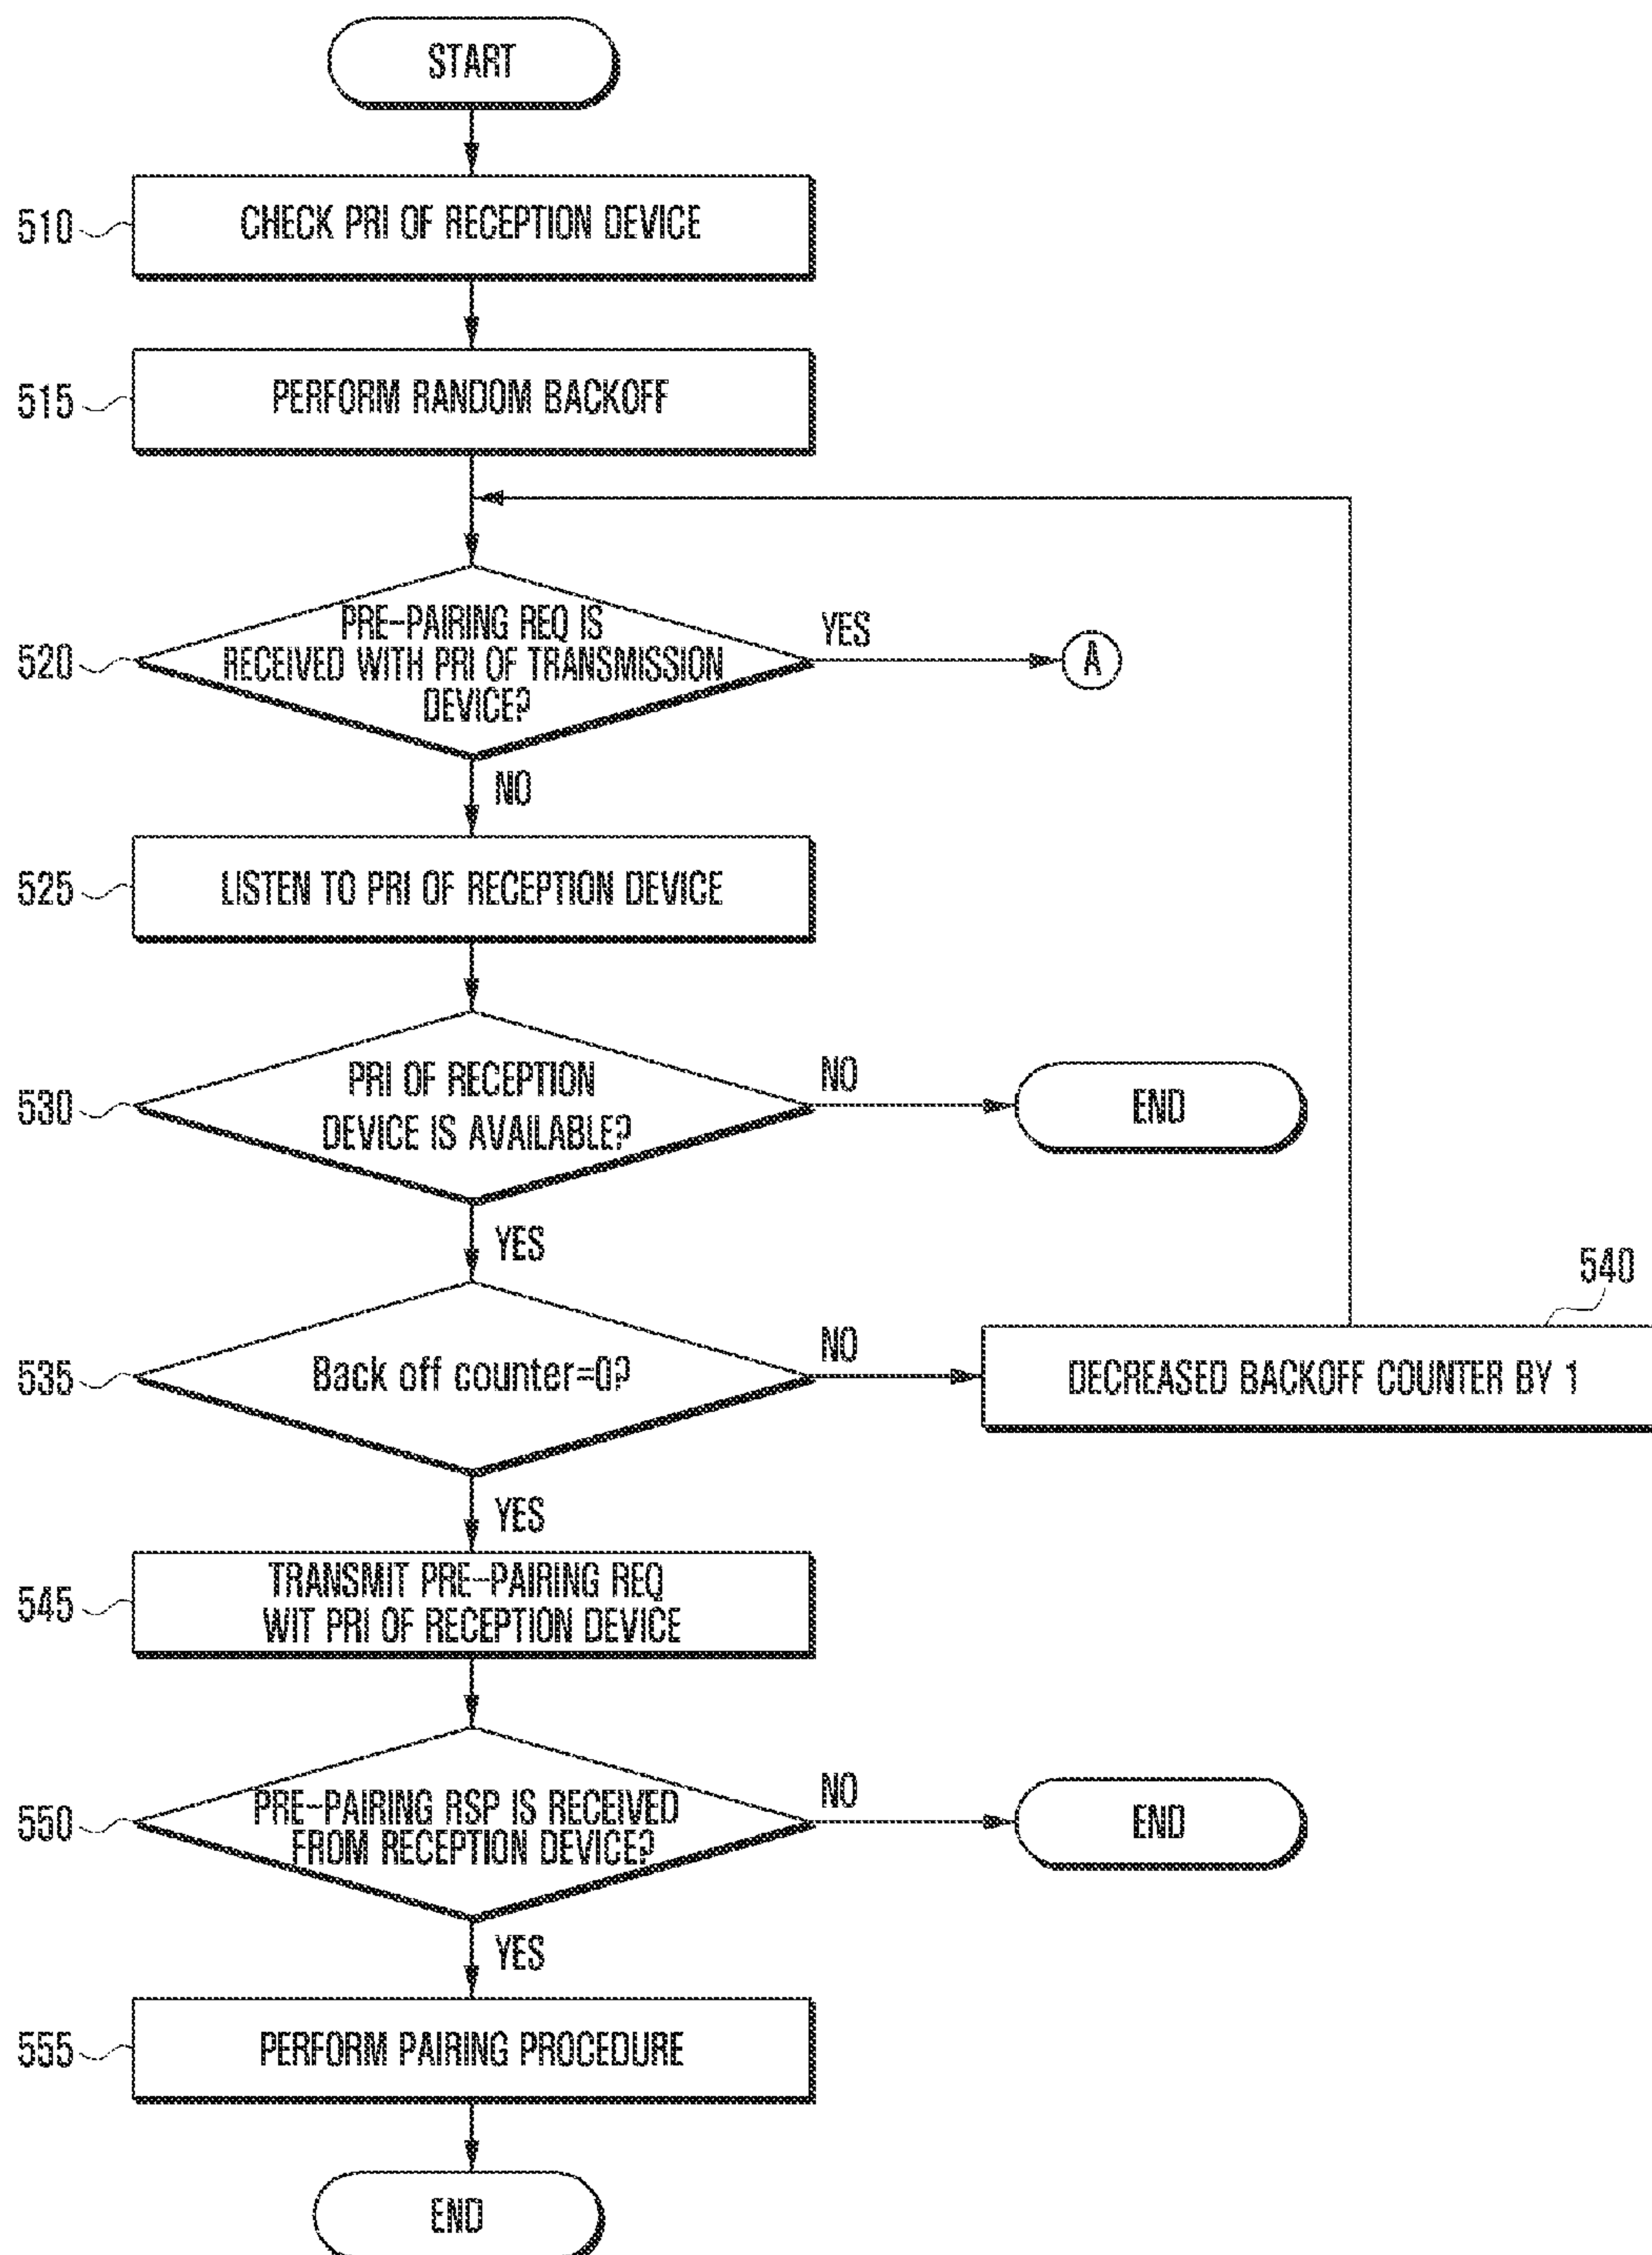 START
510
CHECK PRI OF RECEPTION DEVICE
515
PERFORM RANDOM BACKOFF
520
PRE-PAIRING REQ IS
RECEIVED WITH PRI OF TRANSMISSION
DEVICE?
YES
A
NO
525
LISTEN TO PRI OF RECEPTION DEVICE
530
PRI OF RECEPTION
DEVICE IS AVAILABLE?
NO
END
YES
535
Back off counter=0?
NO
540
DECREASED BACKOFF COUNTER BY 1
YES
545
TRANSMIT PRE-PAIRING REQ
WIT PRI OF RECEPTION DEVICE
550
PRE-PAIRING RSP IS RECEIVED
FROM RECEPTION DEVICE?
NO
END
YES
555
PERFORM PAIRING PROCEDURE
END